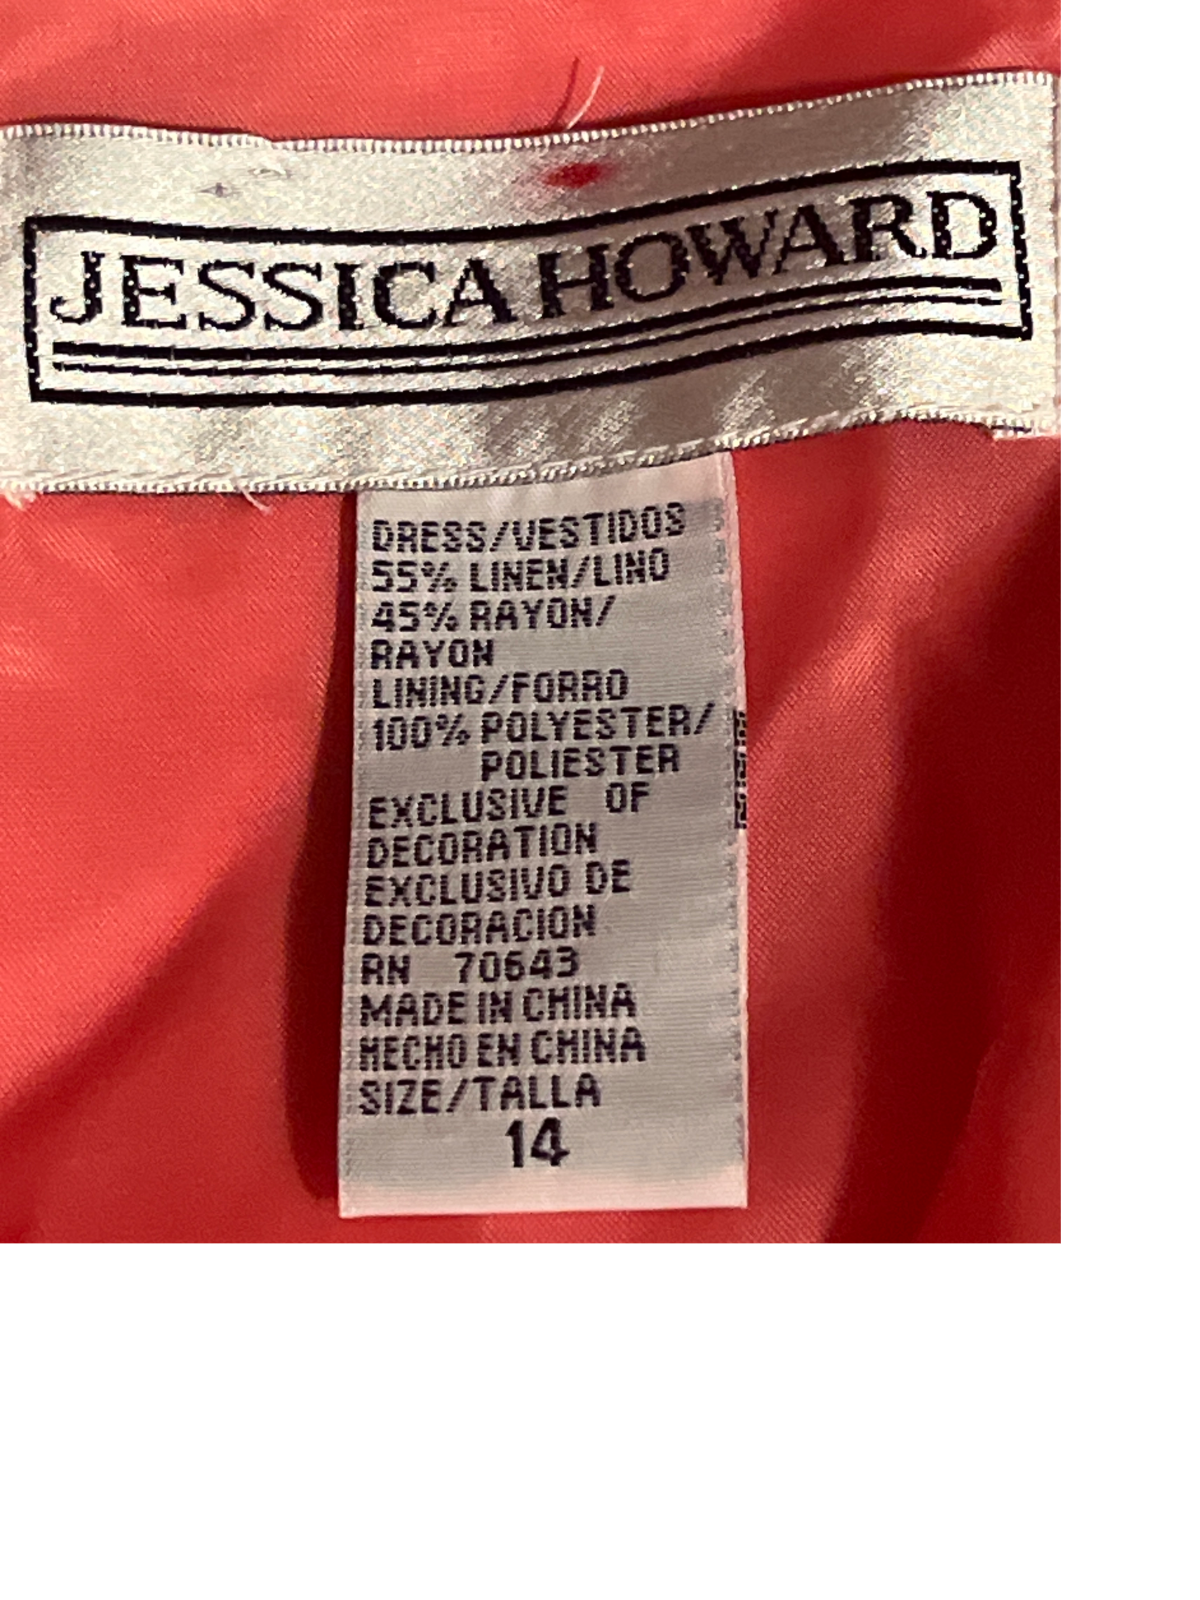 JESSICA HOWARD
DRESS/VESTIDOS
55% LINEN/LINO
45% RAYON/
RAYON
LINING/FORRO
100% POLYESTER/
POLIESTER
EXCLUSIVE OF
DECORATION
EXCLUSIVO DE
DECORACION
RN 70643
MADE IN CHINA
HECHO EN CHINA
SIZE/TALLA
14